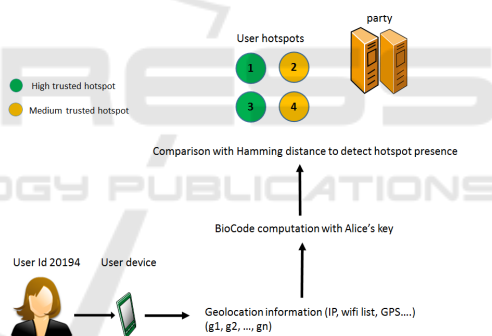 party
User hotspots
1 2
3 4
High trusted hotspot
Medium trusted hotspot
Comparison with Hamming distance to detect hotspot presence
BioCode computation with Alice's key
User Id 20194 User device
Geolocation information (IP, wifi list, GPS....)
(g1, g2, ..., gn)